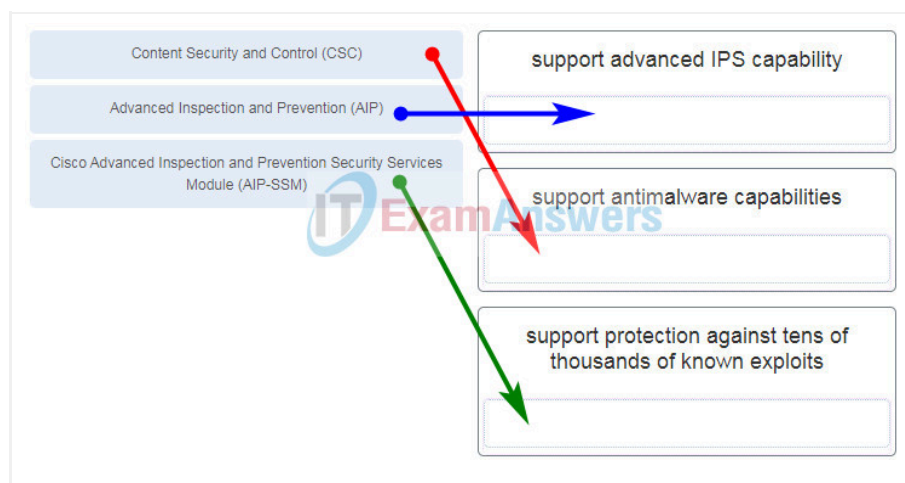 Content Security and Control (CSC)
Advanced Inspection and Prevention (AIP)
Cisco Advanced Inspection and Prevention Security Services
Module (AIP-SSM)
support advanced IPS capability
support antimalware capabilities
support protection against tens of
thousands of known exploits
IT ExamAnswers